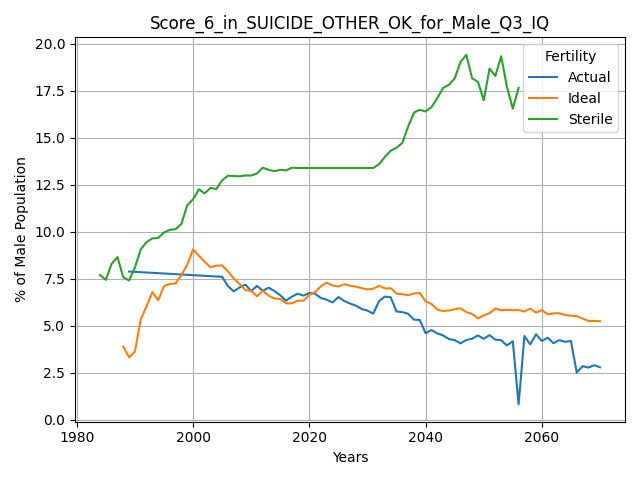 Score_6_in_SUICIDE_OTHER_OK_for_Male_Q3_IQ
% of Male Population
20.0
17.5
15.0
12.5
10.0
7.5
5.0
2.5
0.0
Fertility
Actual
Ideal
Sterile
1980
2000
2020
2040
2060
Years